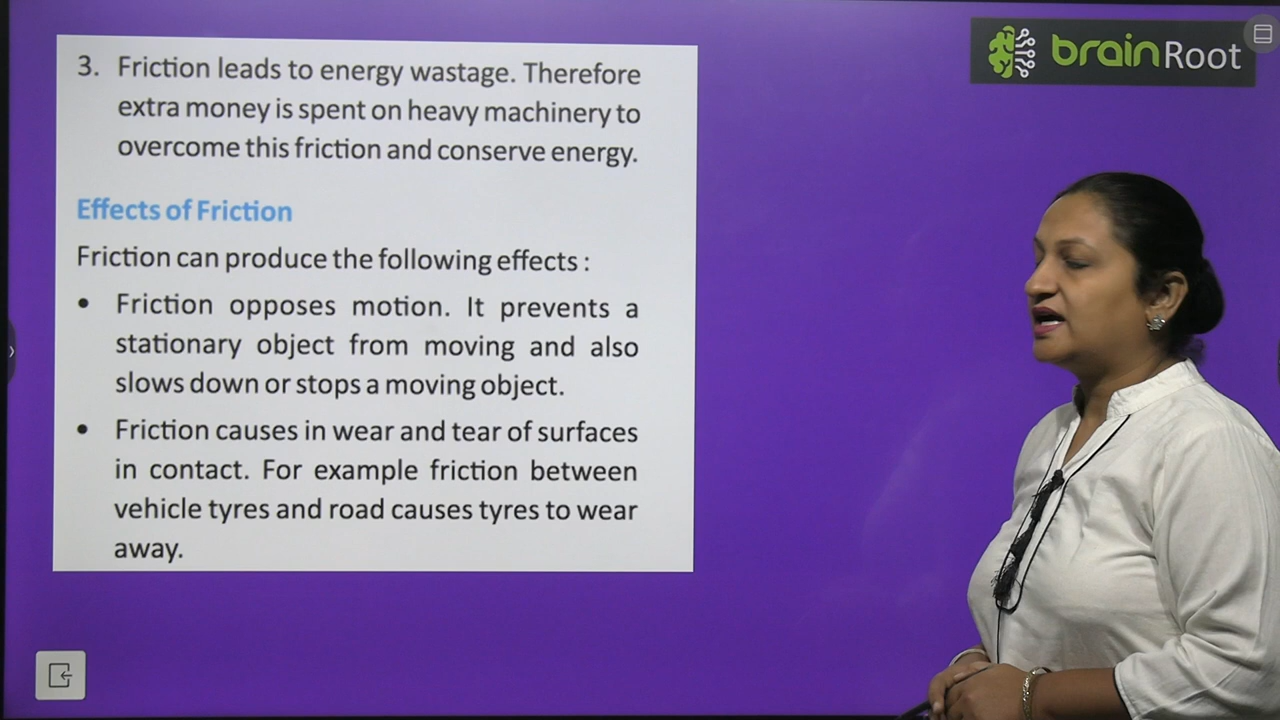 brainRoot
3. Friction leads to energy wastage. Therefore
extra money is spent on heavy machinery to
overcome this friction and conserve energy.
Effects of Friction
Friction can produce the following effects :
• Friction opposes motion. It prevents a
stationary object from moving and also
slows down or stops a moving object.
• Friction causes in wear and tear of surfaces
in contact. For example friction between
vehicle tyres and road causes tyres to wear
away.